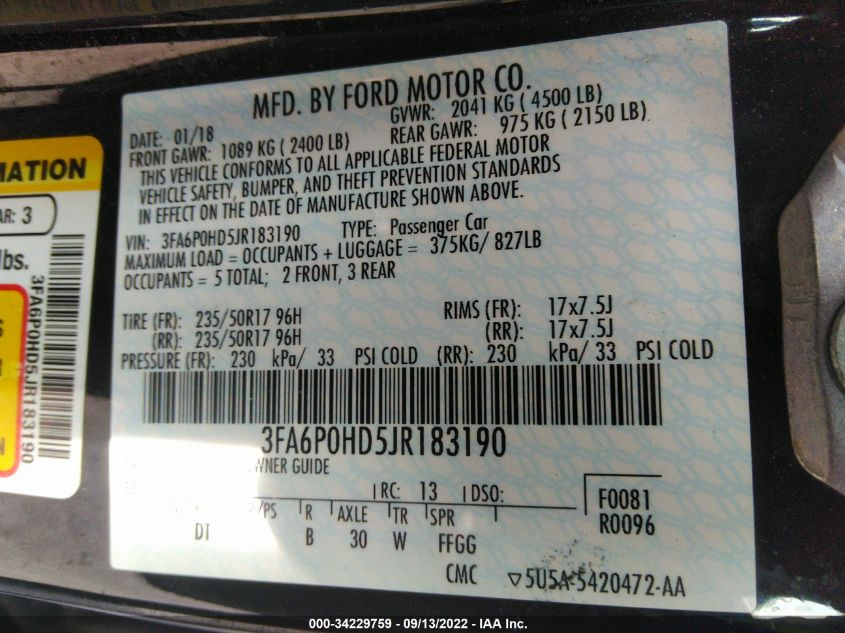 MFD. BY FORD MOTOR CO.
DATE: 01/18
GVWR: 2041 KG ( 4500 LB)
FRONT GAWR: 1089 KG ( 2400 LB)
REAR GAWR: 975 KG ( 2150 LB)
THIS VEHICLE CONFORMS TO ALL APPLICABLE FEDERAL MOTOR
VEHICLE SAFETY, BUMPER, AND THEFT PREVENTION STANDARDS
IN EFFECT ON THE DATE OF MANUFACTURE SHOWN ABOVE.
VIN: 3FA6P0HD5JR183190 TYPE: Passenger Car
MAXIMUM LOAD = OCCUPANTS + LUGGAGE = 375KG/ 827LB
OCCUPANTS = 5 TOTAL; 2 FRONT, 3 REAR
TIRE (FR): 235/50R17 96H RIMS (FR): 17x7.5J
(RR): 235/50R17 96H (RR): 17x7.5J
PRESSURE (FR): 230 kPa/ 33 PSI COLD (RR): 230 kPa/ 33 PSI COLD
3FA6P0HD5JR183190
WNER GUIDE
RC: 13 DSO:
/PS R AXLE TR SPR
DT B 30 W FFGG
F0081
R0096
CMC ▽5U5A-5420472-AA
MATION
AR: 3
lbs.
3FA6P0HD5JR183190
000-34229759 - 09/13/2022 - IAA Inc.